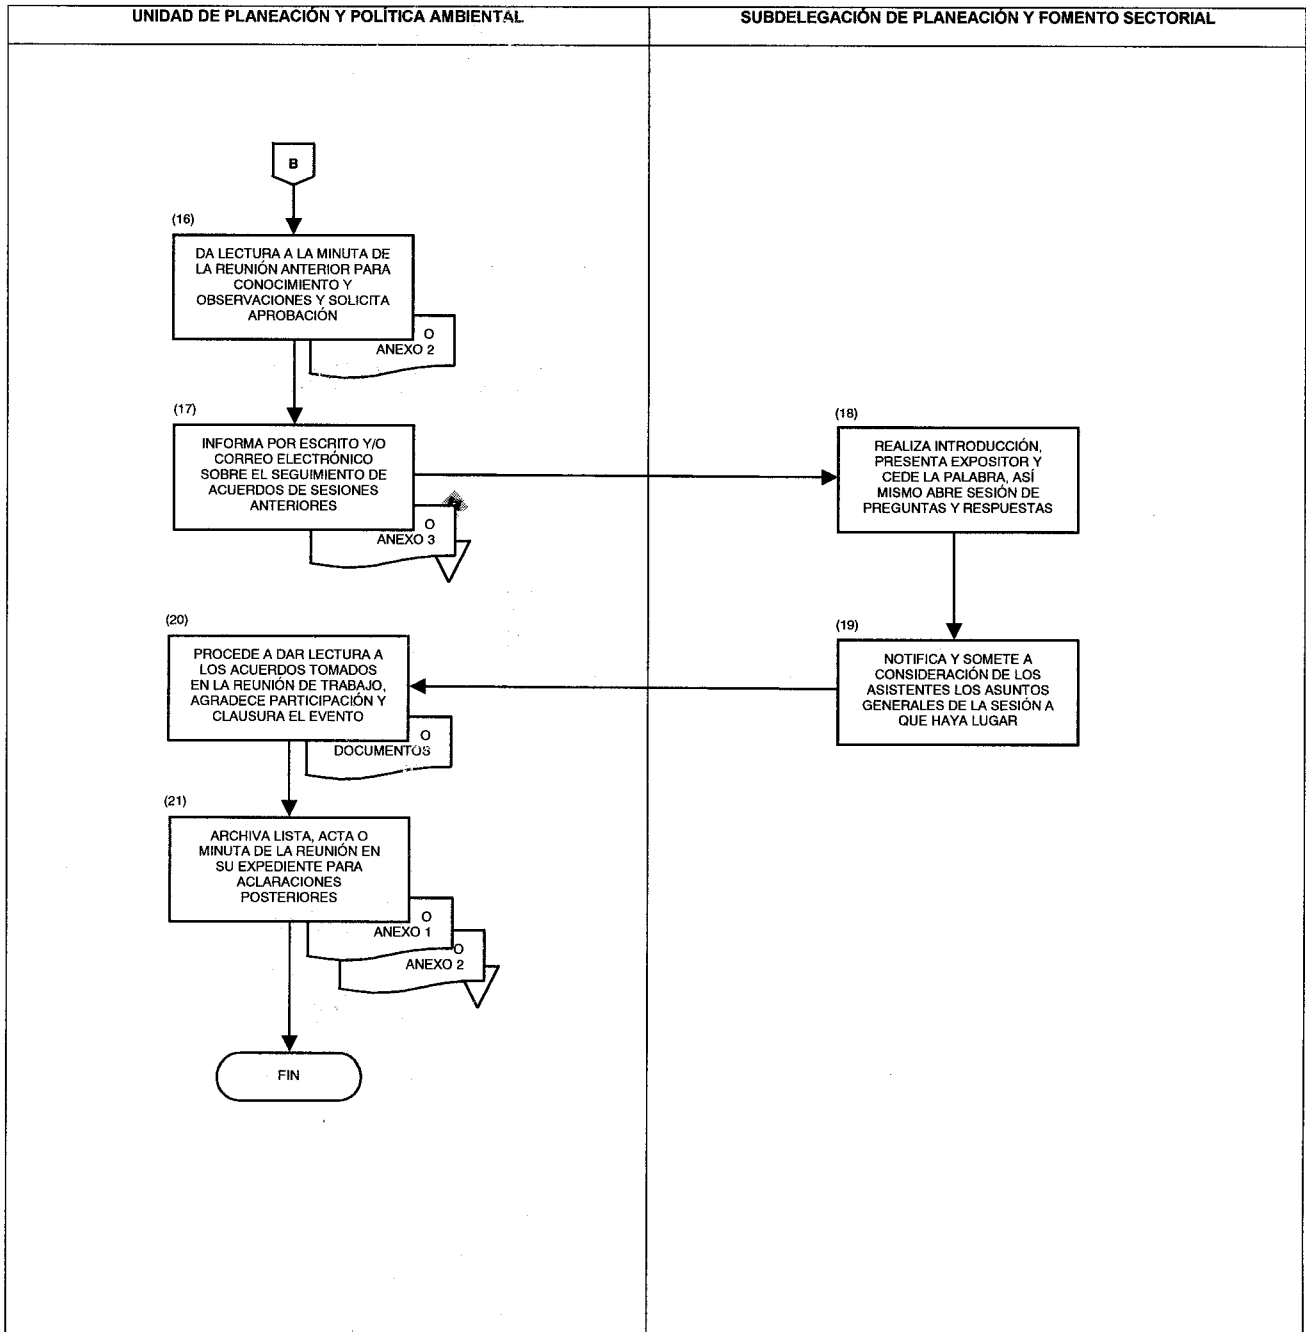 UNIDAD DE PLANEACIÓN Y POLÍTICA AMBIENTAL
SUBDELEGACIÓN DE PLANEACIÓN Y FOMENTO SECTORIAL
B
(16)
DA LECTURA A LA MINUTA DE
LA REUNIÓN ANTERIOR PARA
CONOCIMIENTO Y
OBSERVACIONES Y SOLICITA
APROBACIÓN
O
ANEXO 2
(17)
INFORMA POR ESCRITO Y/O
CORREO ELECTRÓNICO
SOBRE EL SEGUIMIENTO DE
ACUERDOS DE SESIONES
ANTERIORES
O
ANEXO 3
(18)
REALIZA INTRODUCCIÓN,
PRESENTA EXPOSITOR Y
CEDE LA PALABRA, ASÍ
MISMO ABRE SESIÓN DE
PREGUNTAS Y RESPUESTAS
(19)
NOTIFICA Y SOMETE A
CONSIDERACIÓN DE LOS
ASISTENTES LOS ASUNTOS
GENERALES DE LA SESIÓN A
QUE HAYA LUGAR
(20)
PROCEDE A DAR LECTURA A
LOS ACUERDOS TOMADOS
EN LA REUNIÓN DE TRABAJO,
AGRADECE PARTICIPACIÓN Y
CLAUSURA EL EVENTO
O
DOCUMENTOS
(21)
ARCHIVA LISTA, ACTA O
MINUTA DE LA REUNIÓN EN
SU EXPEDIENTE PARA
ACLARACIONES
POSTERIORES
O
ANEXO 1
O
ANEXO 2
FIN